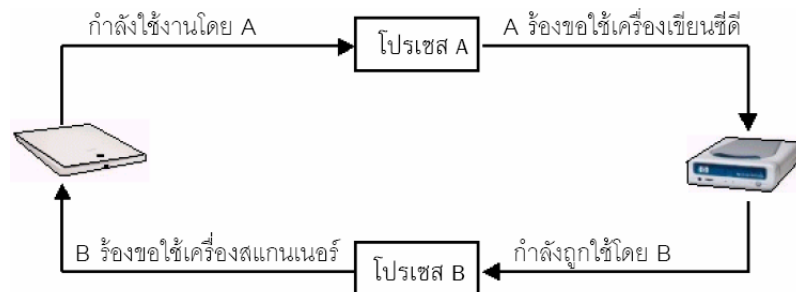 กำลังใช้งานโดย A
โปรเซส A
A ร้องขอใช้เครื่องเขียนซีดี
B ร้องขอใช้เครื่องสแกนเนอร์
โปรเซส B
กำลังถูกใช้โดย B